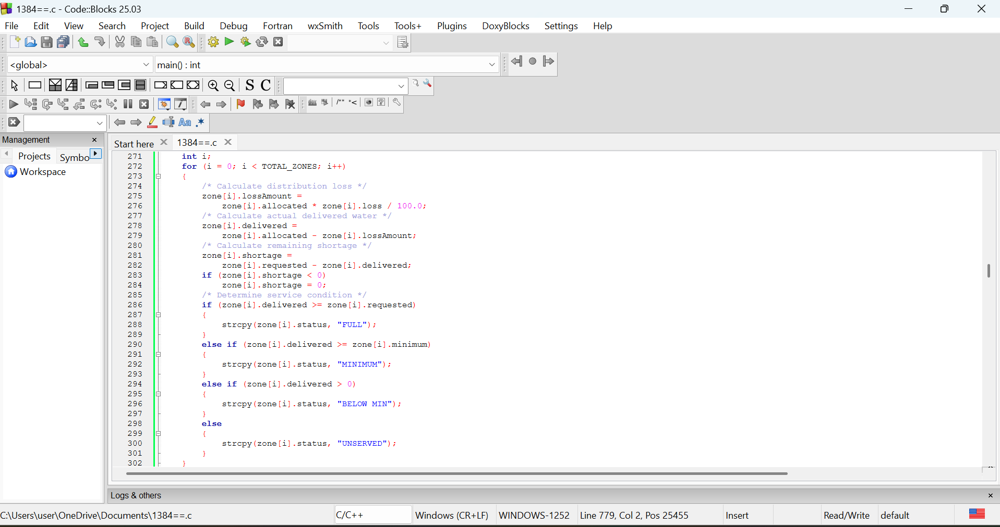 1384==.c - Code::Blocks 25.03
File Edit View Search Project Build Debug Fortran wxSmith Tools Tools+ Plugins DoxyBlocks Settings Help
<global> main() : int
S C
/** *<
Aa .*
Management
Start here 1384==.c
Projects Symbo
Workspace
271 int i;
272 for (i = 0; i < TOTAL_ZONES; i++)
273 {
274 /* Calculate distribution loss */
275 zone[i].lossAmount =
276 zone[i].allocated * zone[i].loss / 100.0;
277 /* Calculate actual delivered water */
278 zone[i].delivered =
279 zone[i].allocated - zone[i].lossAmount;
280 /* Calculate remaining shortage */
281 zone[i].shortage =
282 zone[i].requested - zone[i].delivered;
283 if (zone[i].shortage < 0)
284 zone[i].shortage = 0;
285 /* Determine service condition */
286 if (zone[i].delivered >= zone[i].requested)
287 {
288 strcpy(zone[i].status, "FULL");
289 }
290 else if (zone[i].delivered >= zone[i].minimum)
291 {
292 strcpy(zone[i].status, "MINIMUM");
293 }
294 else if (zone[i].delivered > 0)
295 {
296 strcpy(zone[i].status, "BELOW MIN");
297 }
298 else
299 {
300 strcpy(zone[i].status, "UNSERVED");
301 }
302 }
Logs & others
C:\Users\user\OneDrive\Documents\1384==.c C/C++ Windows (CR+LF) WINDOWS-1252 Line 779, Col 2, Pos 25455 Insert Read/Write default